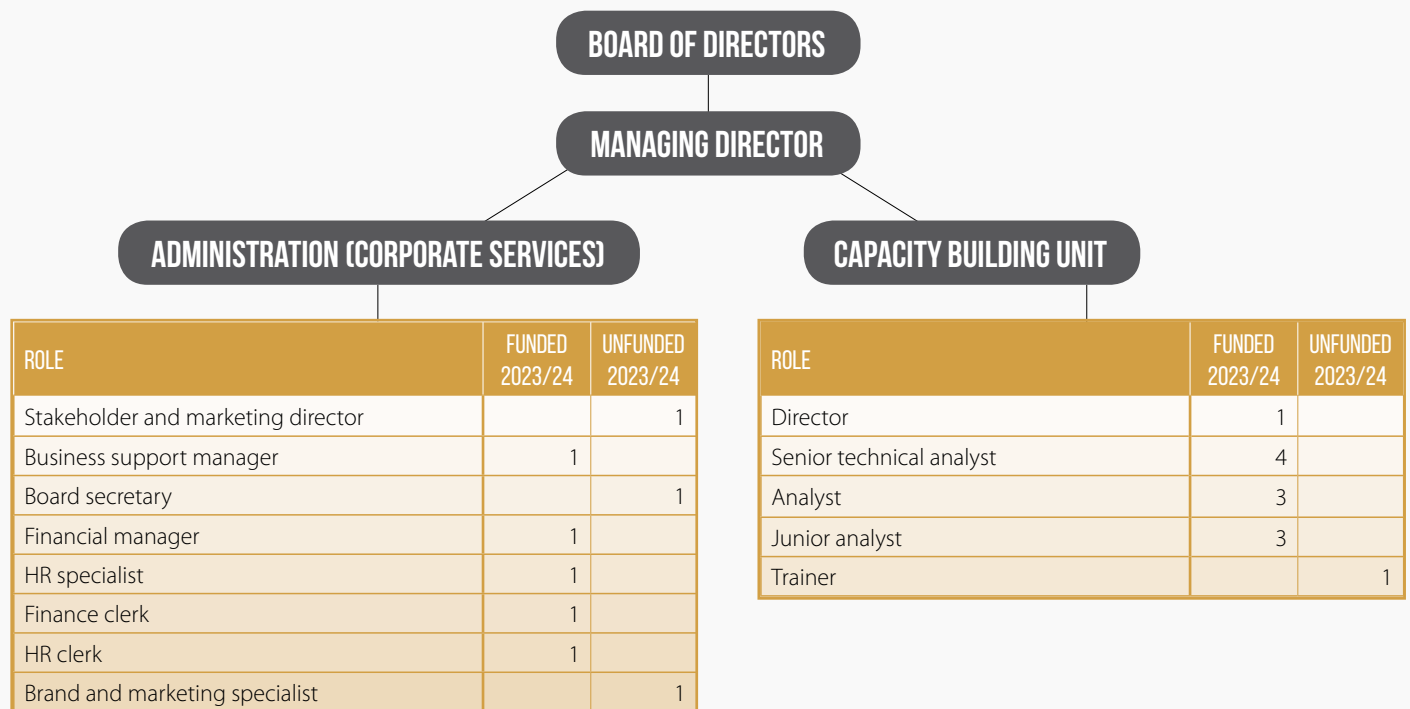 BOARD OF DIRECTORS
MANAGING DIRECTOR
ADMINISTRATION (CORPORATE SERVICES)
ROLE FUNDED 2023/24 UNFUNDED 2023/24
Stakeholder and marketing director 1
Business support manager 1
Board secretary 1
Financial manager 1
HR specialist 1
Finance clerk 1
HR clerk 1
Brand and marketing specialist 1
CAPACITY BUILDING UNIT
ROLE FUNDED 2023/24 UNFUNDED 2023/24
Director 1
Senior technical analyst 4
Analyst 3
Junior analyst 3
Trainer 1